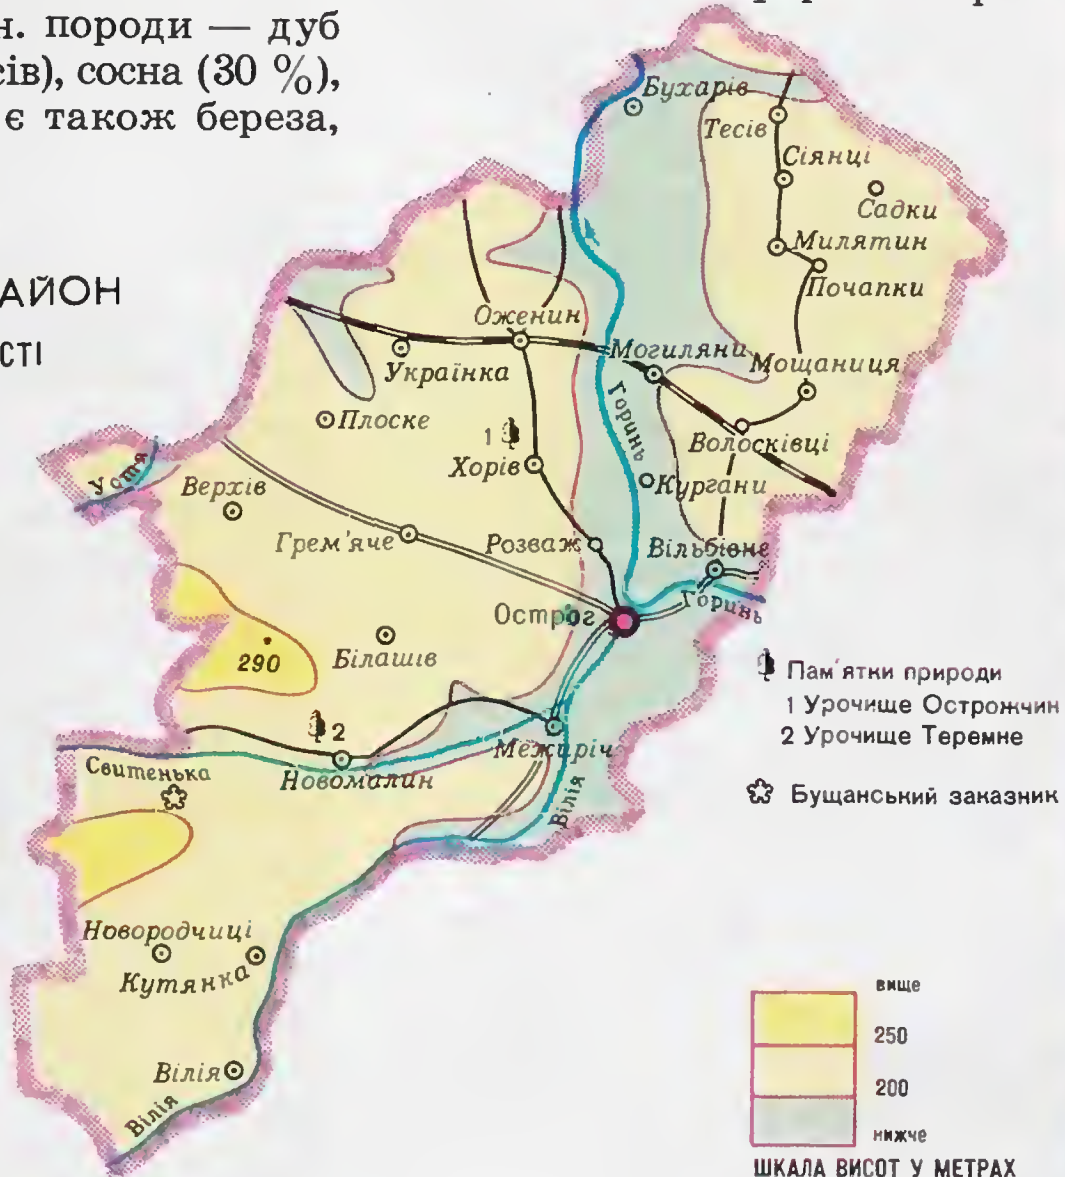 н. породи — дуб
сів), сосна (30 %),
є також береза,
АЙОН
СТІ
Бухарів
Тесів
Сіянці
Садки
Милятин
Почапки
Оженин
Могиляни
Мощаниця
Українка
Плоске
Горинь
Волосківці
1
Хорів
Кургани
Устя
Верхів
Грем'яче
Розваж
Вільбівне
Острог
Горинь
290
Білашів
2
Межиріч
Свитенька
Новомалин
Вілія
Новородчиці
Кутянка
Вілія
Вілія
Пам'ятки природи
1 Урочище Острожчин
2 Урочище Теремне
Бущанський заказник
вище
250
200
нижче
ШКАЛА ВИСОТ У МЕТРАХ